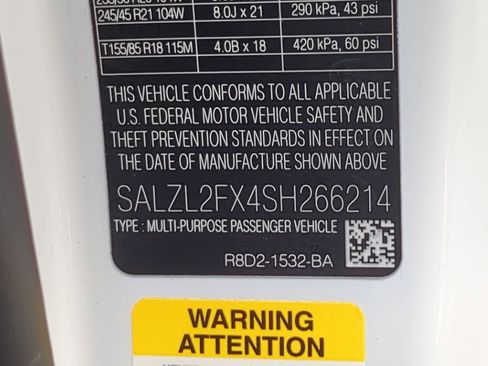 245/45 R21 104W 8.0J x 21 290 kPa, 43 psi
T155/85 R18 115M 4.0B x 18 420 kPa, 60 psi
THIS VEHICLE CONFORMS TO ALL APPLICABLE
U.S. FEDERAL MOTOR VEHICLE SAFETY AND
THEFT PREVENTION STANDARDS IN EFFECT ON
THE DATE OF MANUFACTURE SHOWN ABOVE
SALZL2FX4SH266214
TYPE : MULTI-PURPOSE PASSENGER VEHICLE
R8D2-1532-BA
WARNING
ATTENTION